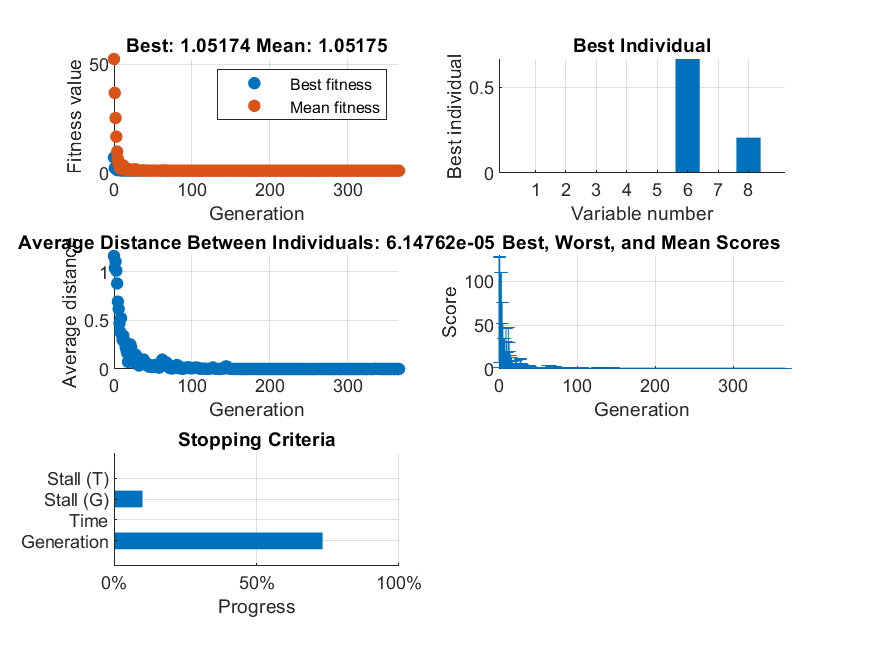 Best: 1.05174 Mean: 1.05175
Fitness value
50
0
Best fitness
Mean fitness
0 100 200 300
Generation
Best Individual
Best individual
0.5
0
1 2 3 4 5 6 7 8
Variable number
Average Distance Between Individuals: 6.14762e-05
Average distance
1
0.5
0
0 100 200 300
Generation
Best, Worst, and Mean Scores
Score
100
50
0
0 100 200 300
Generation
Stopping Criteria
Stall (T)
Stall (G)
Time
Generation
0% 50% 100%
Progress